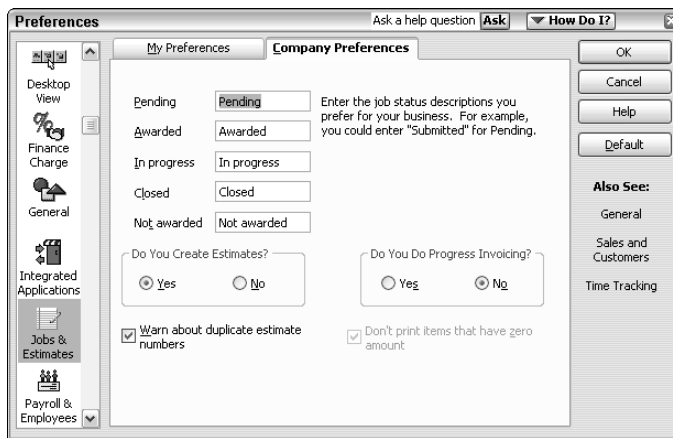 Preferences
Ask a help question Ask
How Do I?
My Preferences
Company Preferences
Desktop
View
Finance
Charge
General
Integrated
Applications
Jobs &
Estimates
Payroll &
Employees
Pending Pending
Awarded Awarded
In progress In progress
Closed Closed
Not awarded Not awarded
Enter the job status descriptions you
prefer for your business. For example,
you could enter "Submitted" for Pending.
Do You Create Estimates?
Yes No
Do You Do Progress Invoicing?
Yes No
Warn about duplicate estimate
numbers
Don't print items that have zero
amount
OK
Cancel
Help
Default
Also See:
General
Sales and
Customers
Time Tracking